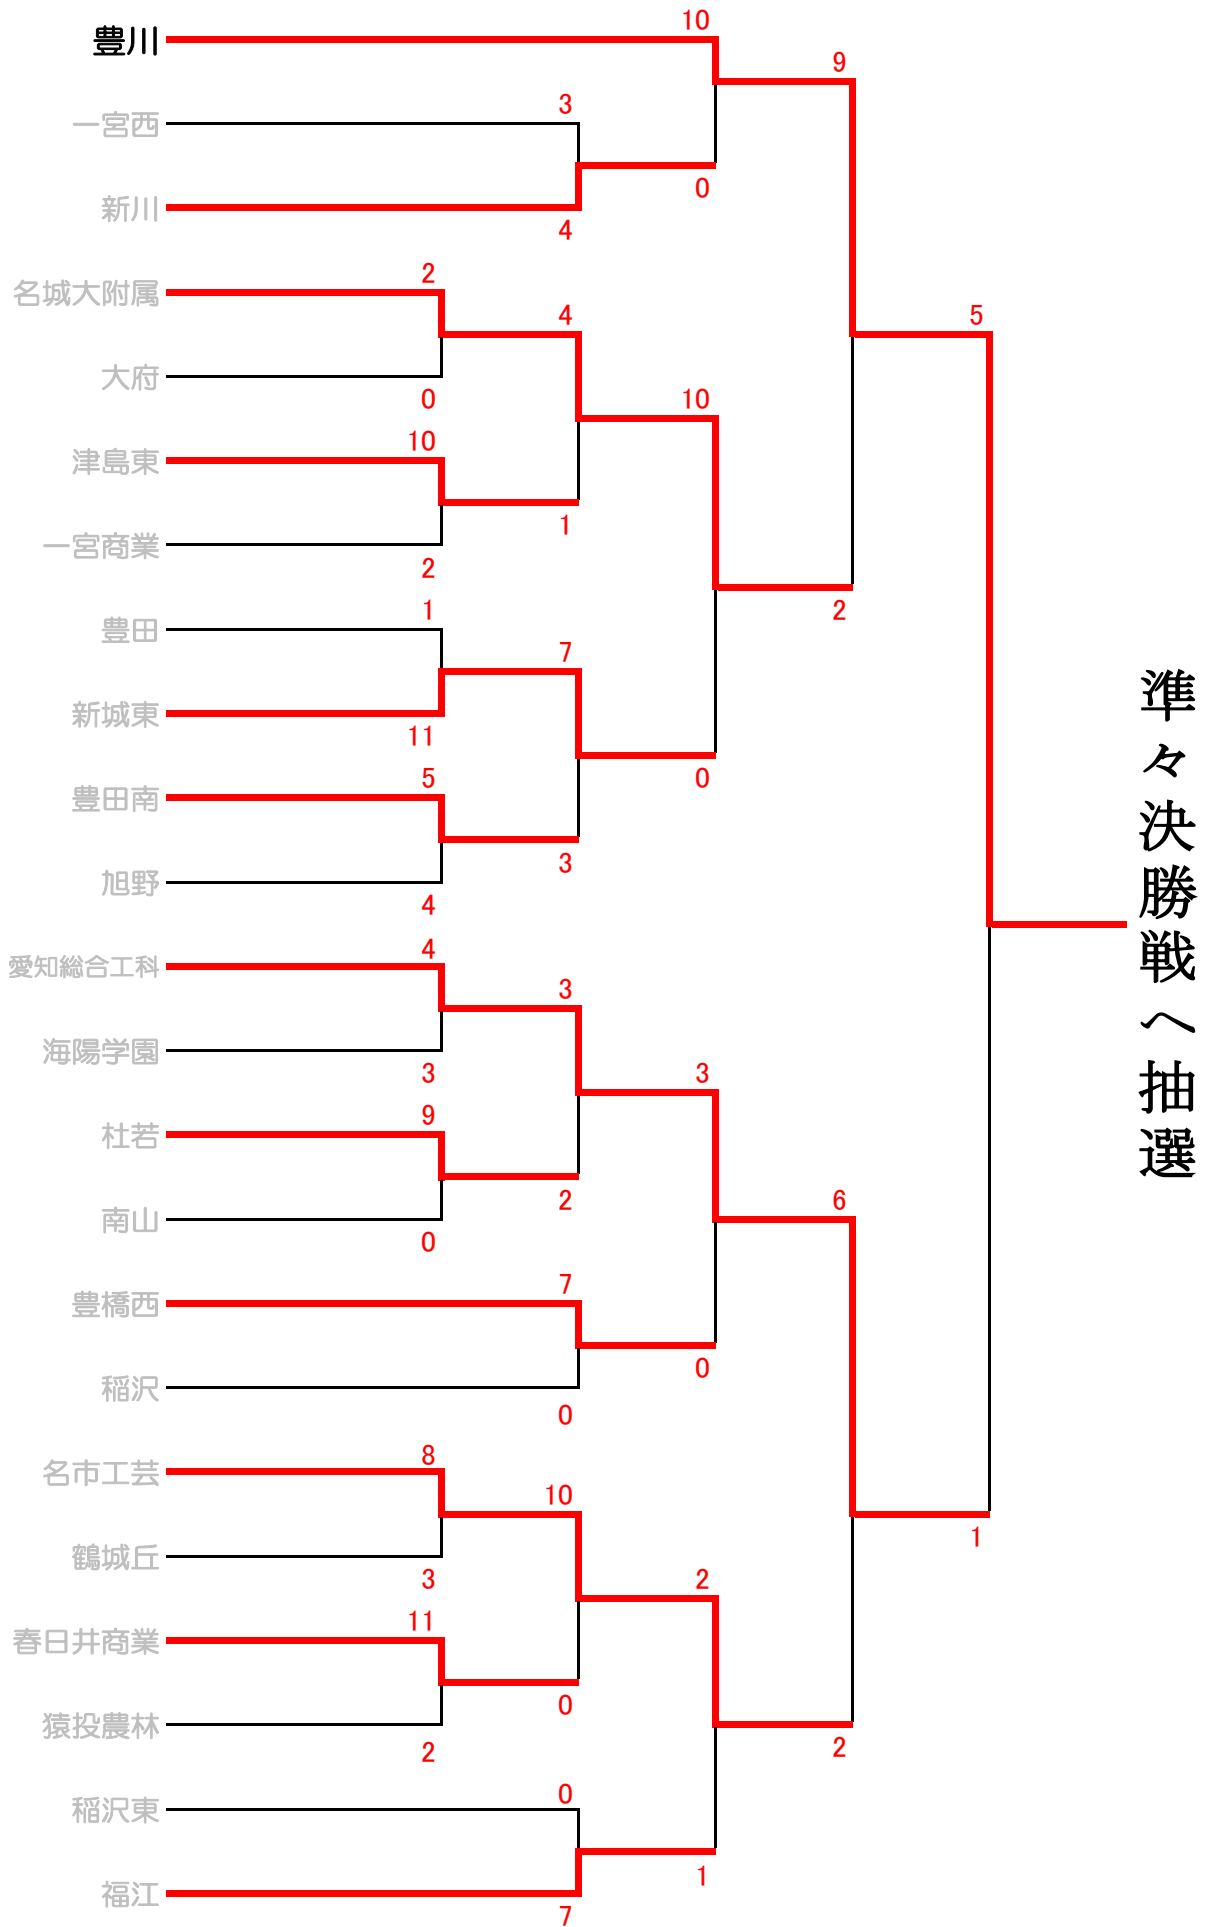 豊川
10
9
3
一宮西
0
新川
4
2
名城大附属
4
5
大府
0
10
10
津島東
1
一宮商業
2
2
1
豊田
7
新城東
11
0
5
豊田南
3
旭野
4
4
愛知総合工科
3
海陽学園
3
3
9
杜若
2
6
南山
0
7
豊橋西
0
稲沢
0
8
名市工芸
10
1
鶴城丘
3
2
11
春日井商業
0
猿投農林
2
2
0
稲沢東
1
福江
7
準々決勝戦へ抽選